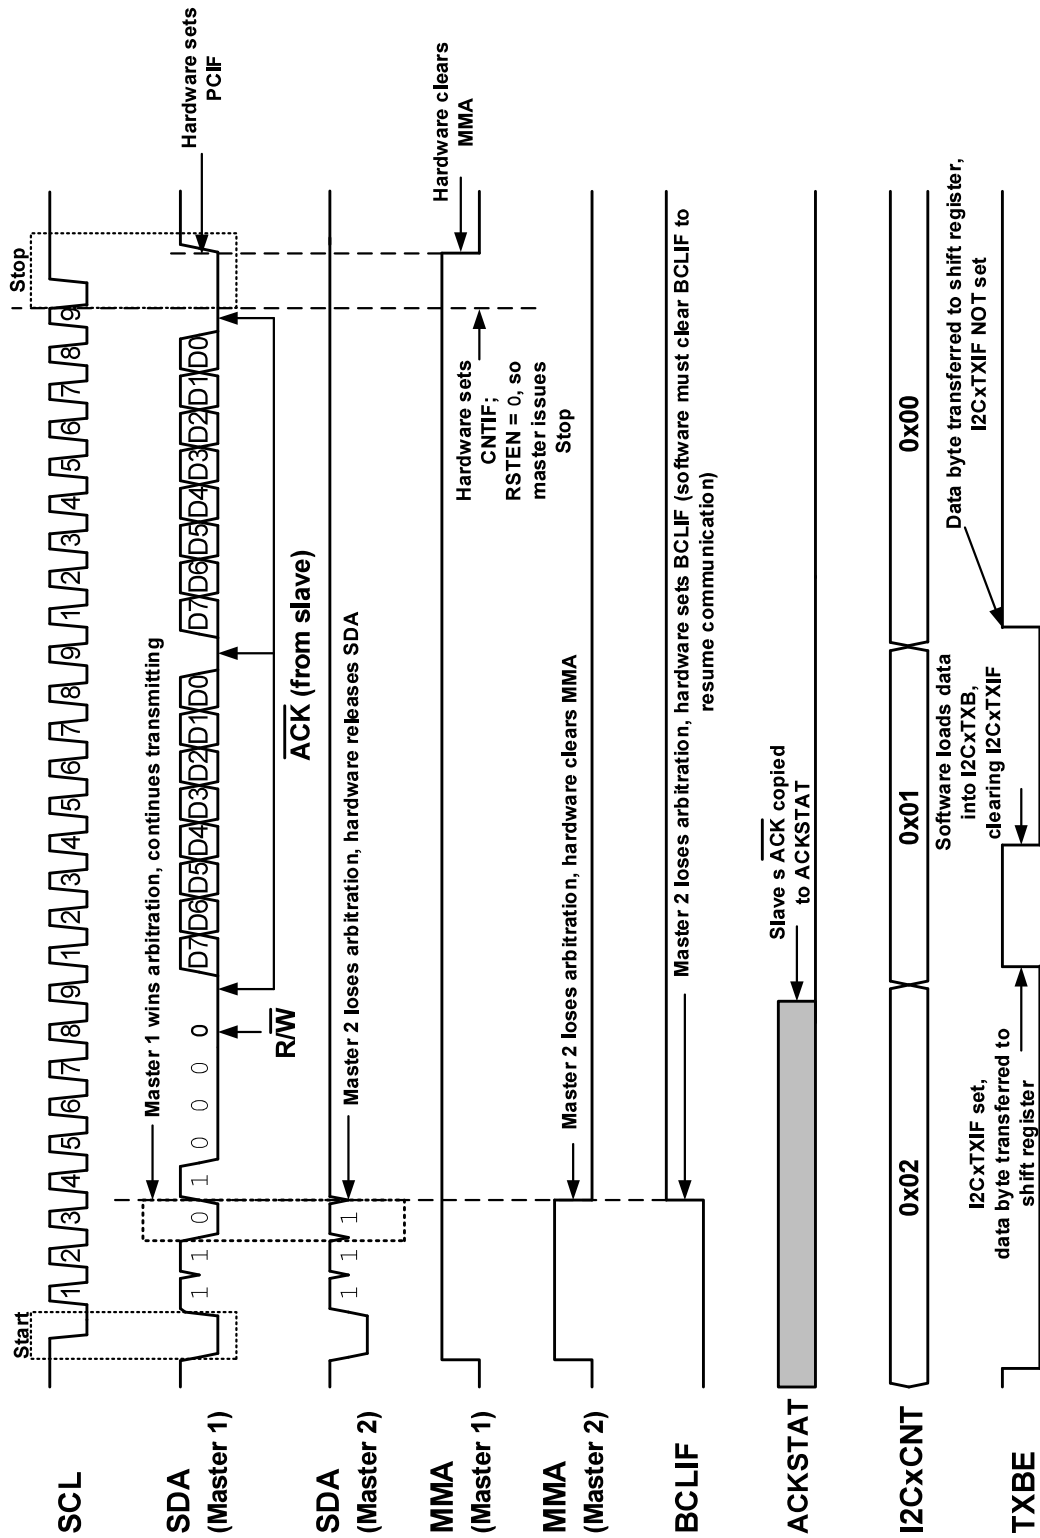 SCL
Start
1 2 3 4 5 6 7 8 9 1 2 3 4 5 6 7 8 9 1 2 3 4 5 6 7 8 9
Stop
SDA
(Master 1)
1 1 0 1 0 0 0 0
D7 D6 D5 D4 D3 D2 D1 D0
D7 D6 D5 D4 D3 D2 D1 D0
Master 1 wins arbitration, continues transmitting
Hardware sets
PCIF
R/W
ACK (from slave)
SDA
(Master 2)
1 1 1
Master 2 loses arbitration, hardware releases SDA
MMA
(Master 1)
Hardware sets
CNTIF;
RSTEN = 0, so
master issues
Stop
Hardware clears
MMA
MMA
(Master 2)
Master 2 loses arbitration, hardware clears MMA
BCLIF
Master 2 loses arbitration, hardware sets BCLIF (software must clear BCLIF to
resume communication)
ACKSTAT
Slave s ACK copied
to ACKSTAT
I2CxCNT
0x02
0x01
0x00
TXBE
I2CxTXIF set,
data byte transferred to
shift register
Software loads data
into I2CxTXB,
clearing I2CxTXIF
Data byte transferred to shift register,
I2CxTXIF NOT set